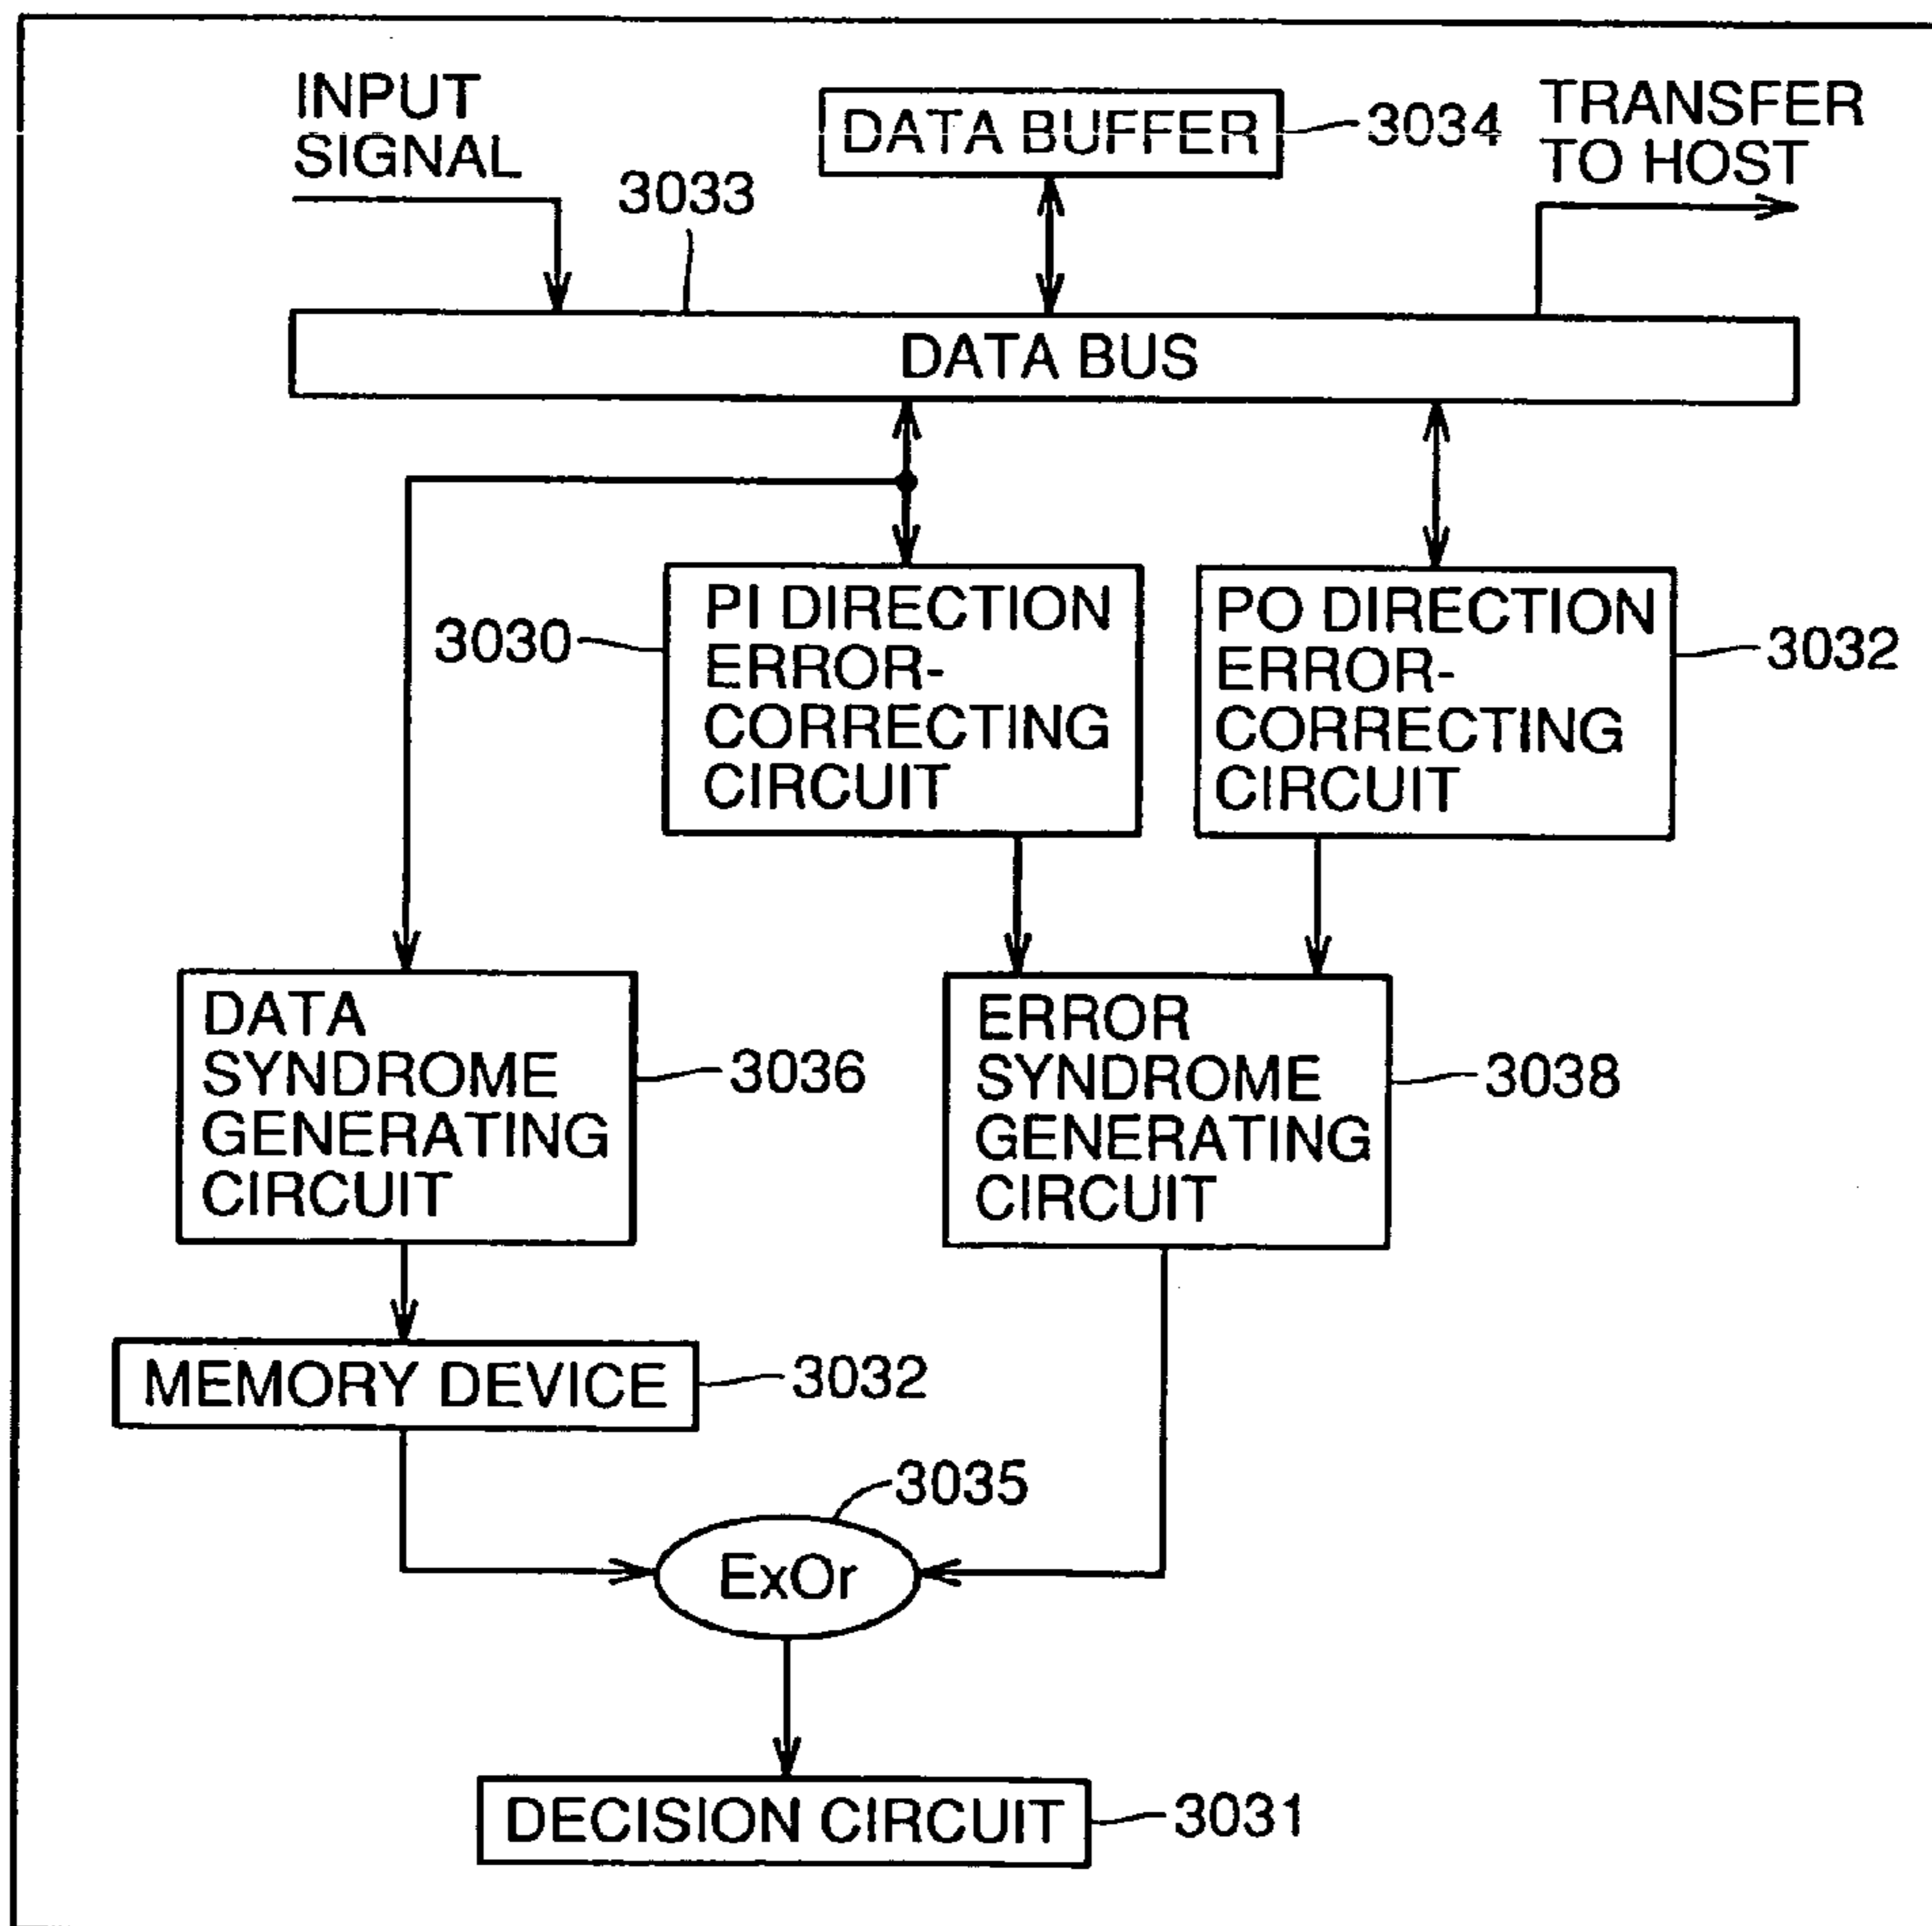 INPUT
SIGNAL
DATA BUFFER
3034
TRANSFER
TO HOST
3033
DATA BUS
3030
PI DIRECTION
ERROR-
CORRECTING
CIRCUIT
PO DIRECTION
ERROR-
CORRECTING
CIRCUIT
3032
DATA
SYNDROME
GENERATING
CIRCUIT
3036
ERROR
SYNDROME
GENERATING
CIRCUIT
3038
MEMORY DEVICE
3032
3035
ExOr
DECISION CIRCUIT
3031